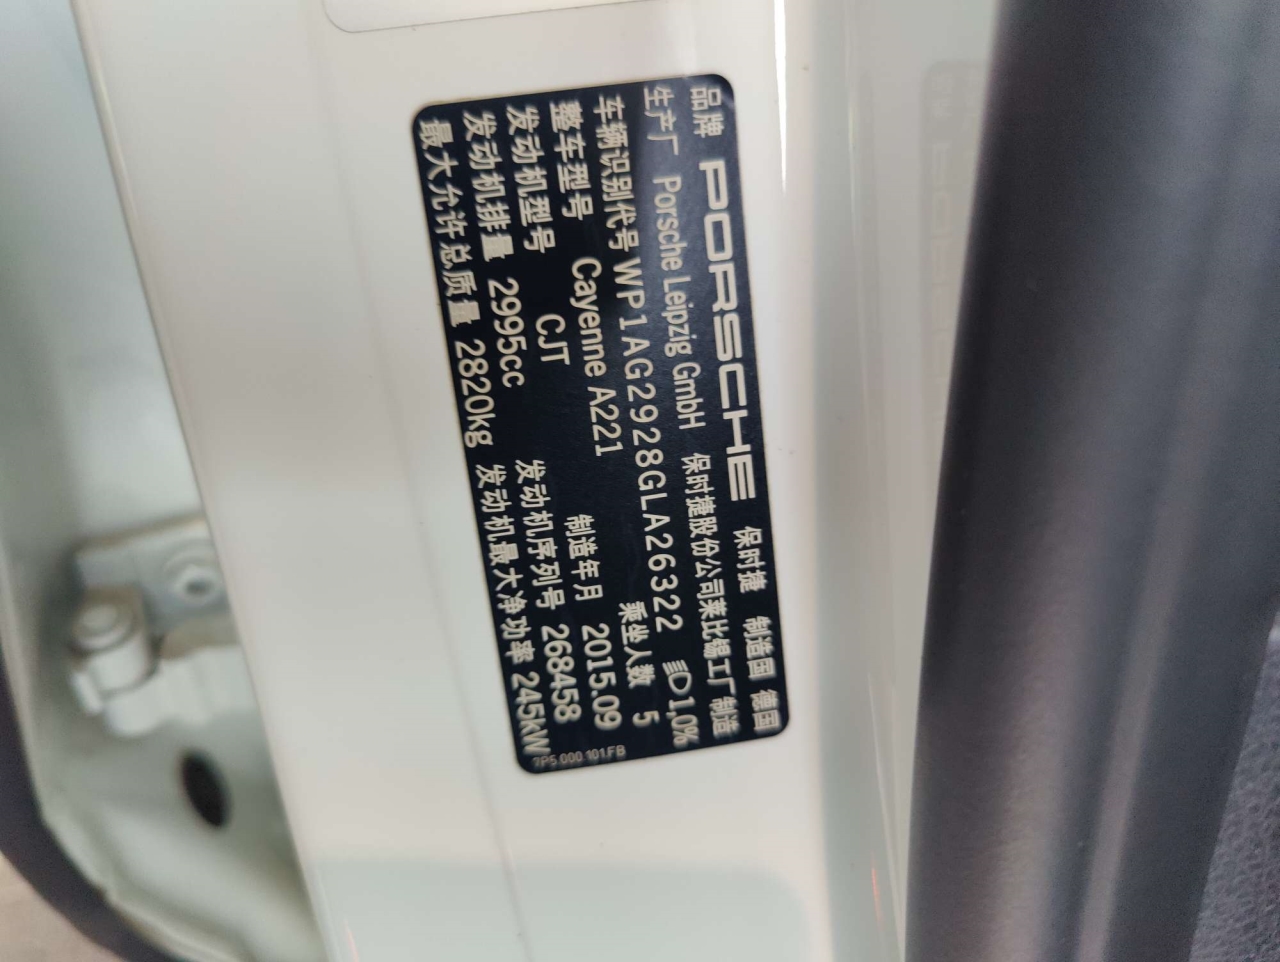 品牌 PORSCHE 保时捷 制造国 德国
生产厂 Porsche Leipzig GmbH 保时捷股份公司莱比锡工厂制造
车辆识别代号 WP1AG2928GLA26322 1,0%
整车型号 Cayenne A221 乘坐人数 5
发动机型号 CJT 制造年月 2015.09
发动机排量 2995cc 发动机序列号 268458
最大允许总质量 2820kg 发动机最大净功率 245kW
7P5.000.101.FB